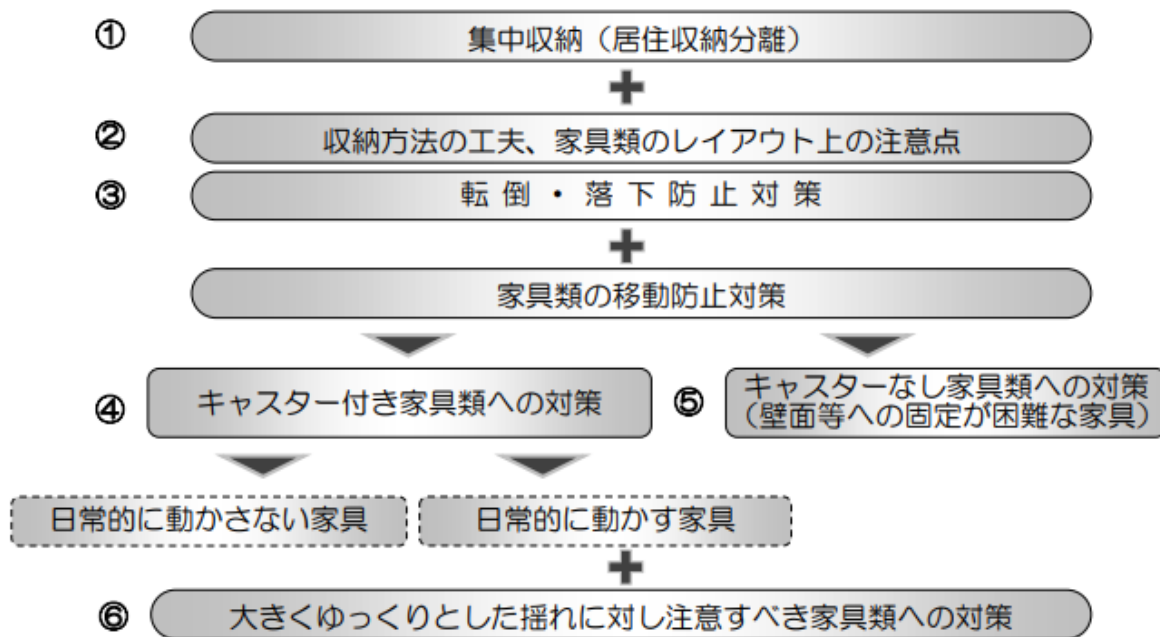 ① 集中収納（居住収納分離）
② 収納方法の工夫、家具類のレイアウト上の注意点
③ 転倒・落下防止対策
家具類の移動防止対策
④ キャスター付き家具類への対策
⑤ キャスターなし家具類への対策
（壁面等への固定が困難な家具）
日常的に動かさない家具
日常的に動かす家具
⑥ 大きくゆっくりとした揺れに対し注意すべき家具類への対策